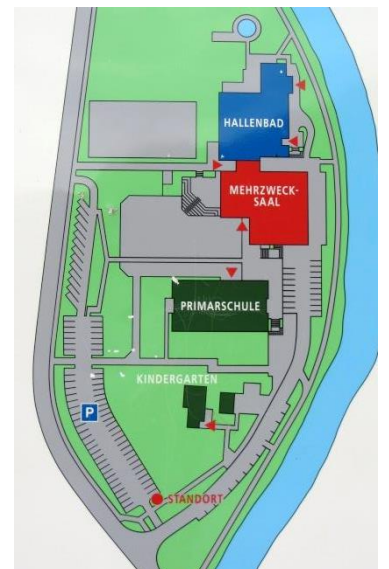 HALLENBAD
MEHRZWECK-
SAAL
PRIMARSCHULE
KINDERGARTEN
P
STANDORT